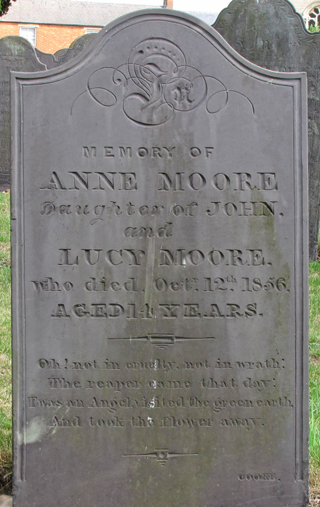 In
MEMORY OF
ANNE MOORE
Daughter of JOHN,
and
LUCY MOORE.
who died, Octr. 12th, 1856.
AGED 14 YEARS.
Oh! not in cruelty, not in wrath!
The reaper came that day;
Twas an Angel, visited the green earth,
And took the flower away.
COOKE.